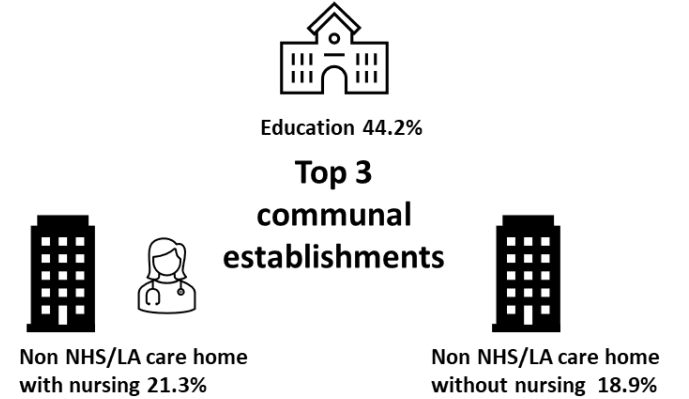 Education 44.2%
Top 3
communal
establishments
Non NHS/LA care home
with nursing 21.3%
Non NHS/LA care home
without nursing 18.9%